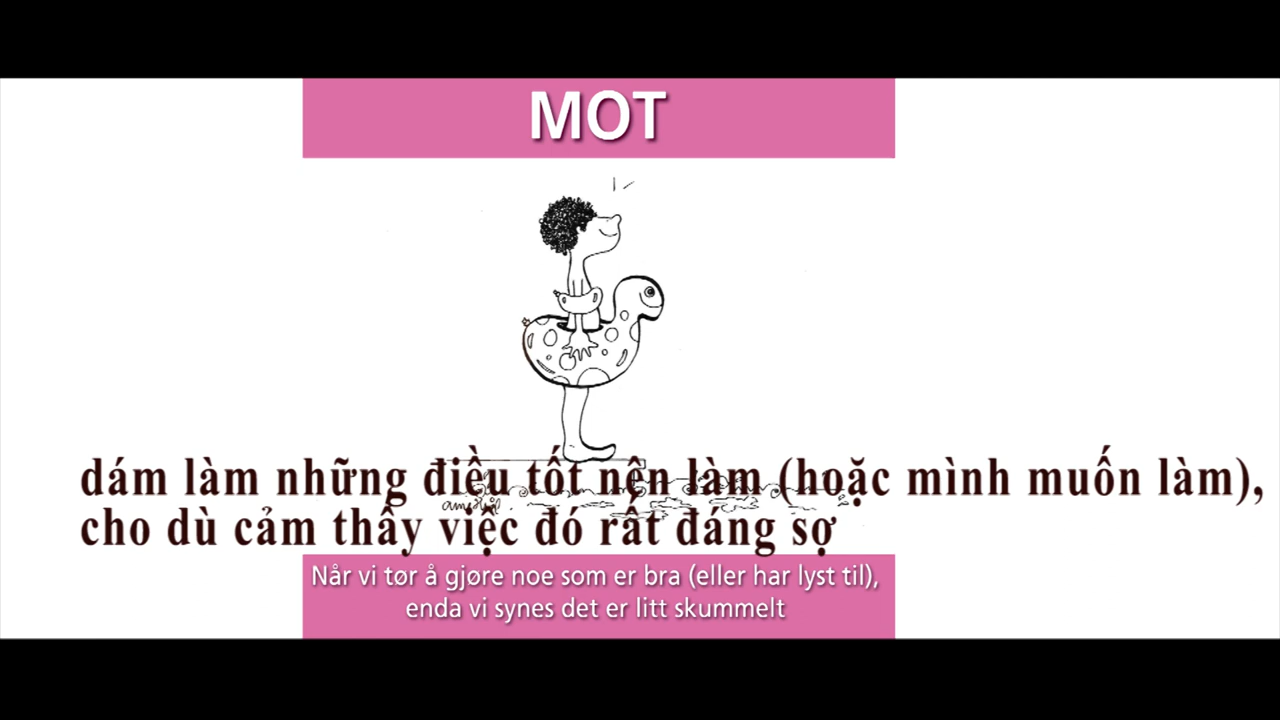 MOT
dám làm những điều tốt nên làm (hoặc mình muốn làm),
cho dù cảm thấy việc đó rất đáng sợ
Når vi tør å gjøre noe som er bra (eller har lyst til),
enda vi synes det er litt skummelt